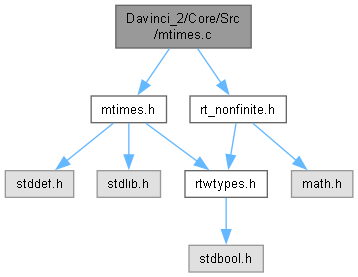 Davinci_2/Core/Src
/mtimes.c
mtimes.h
rt_nonfinite.h
stddef.h
stdlib.h
rtwtypes.h
math.h
stdbool.h